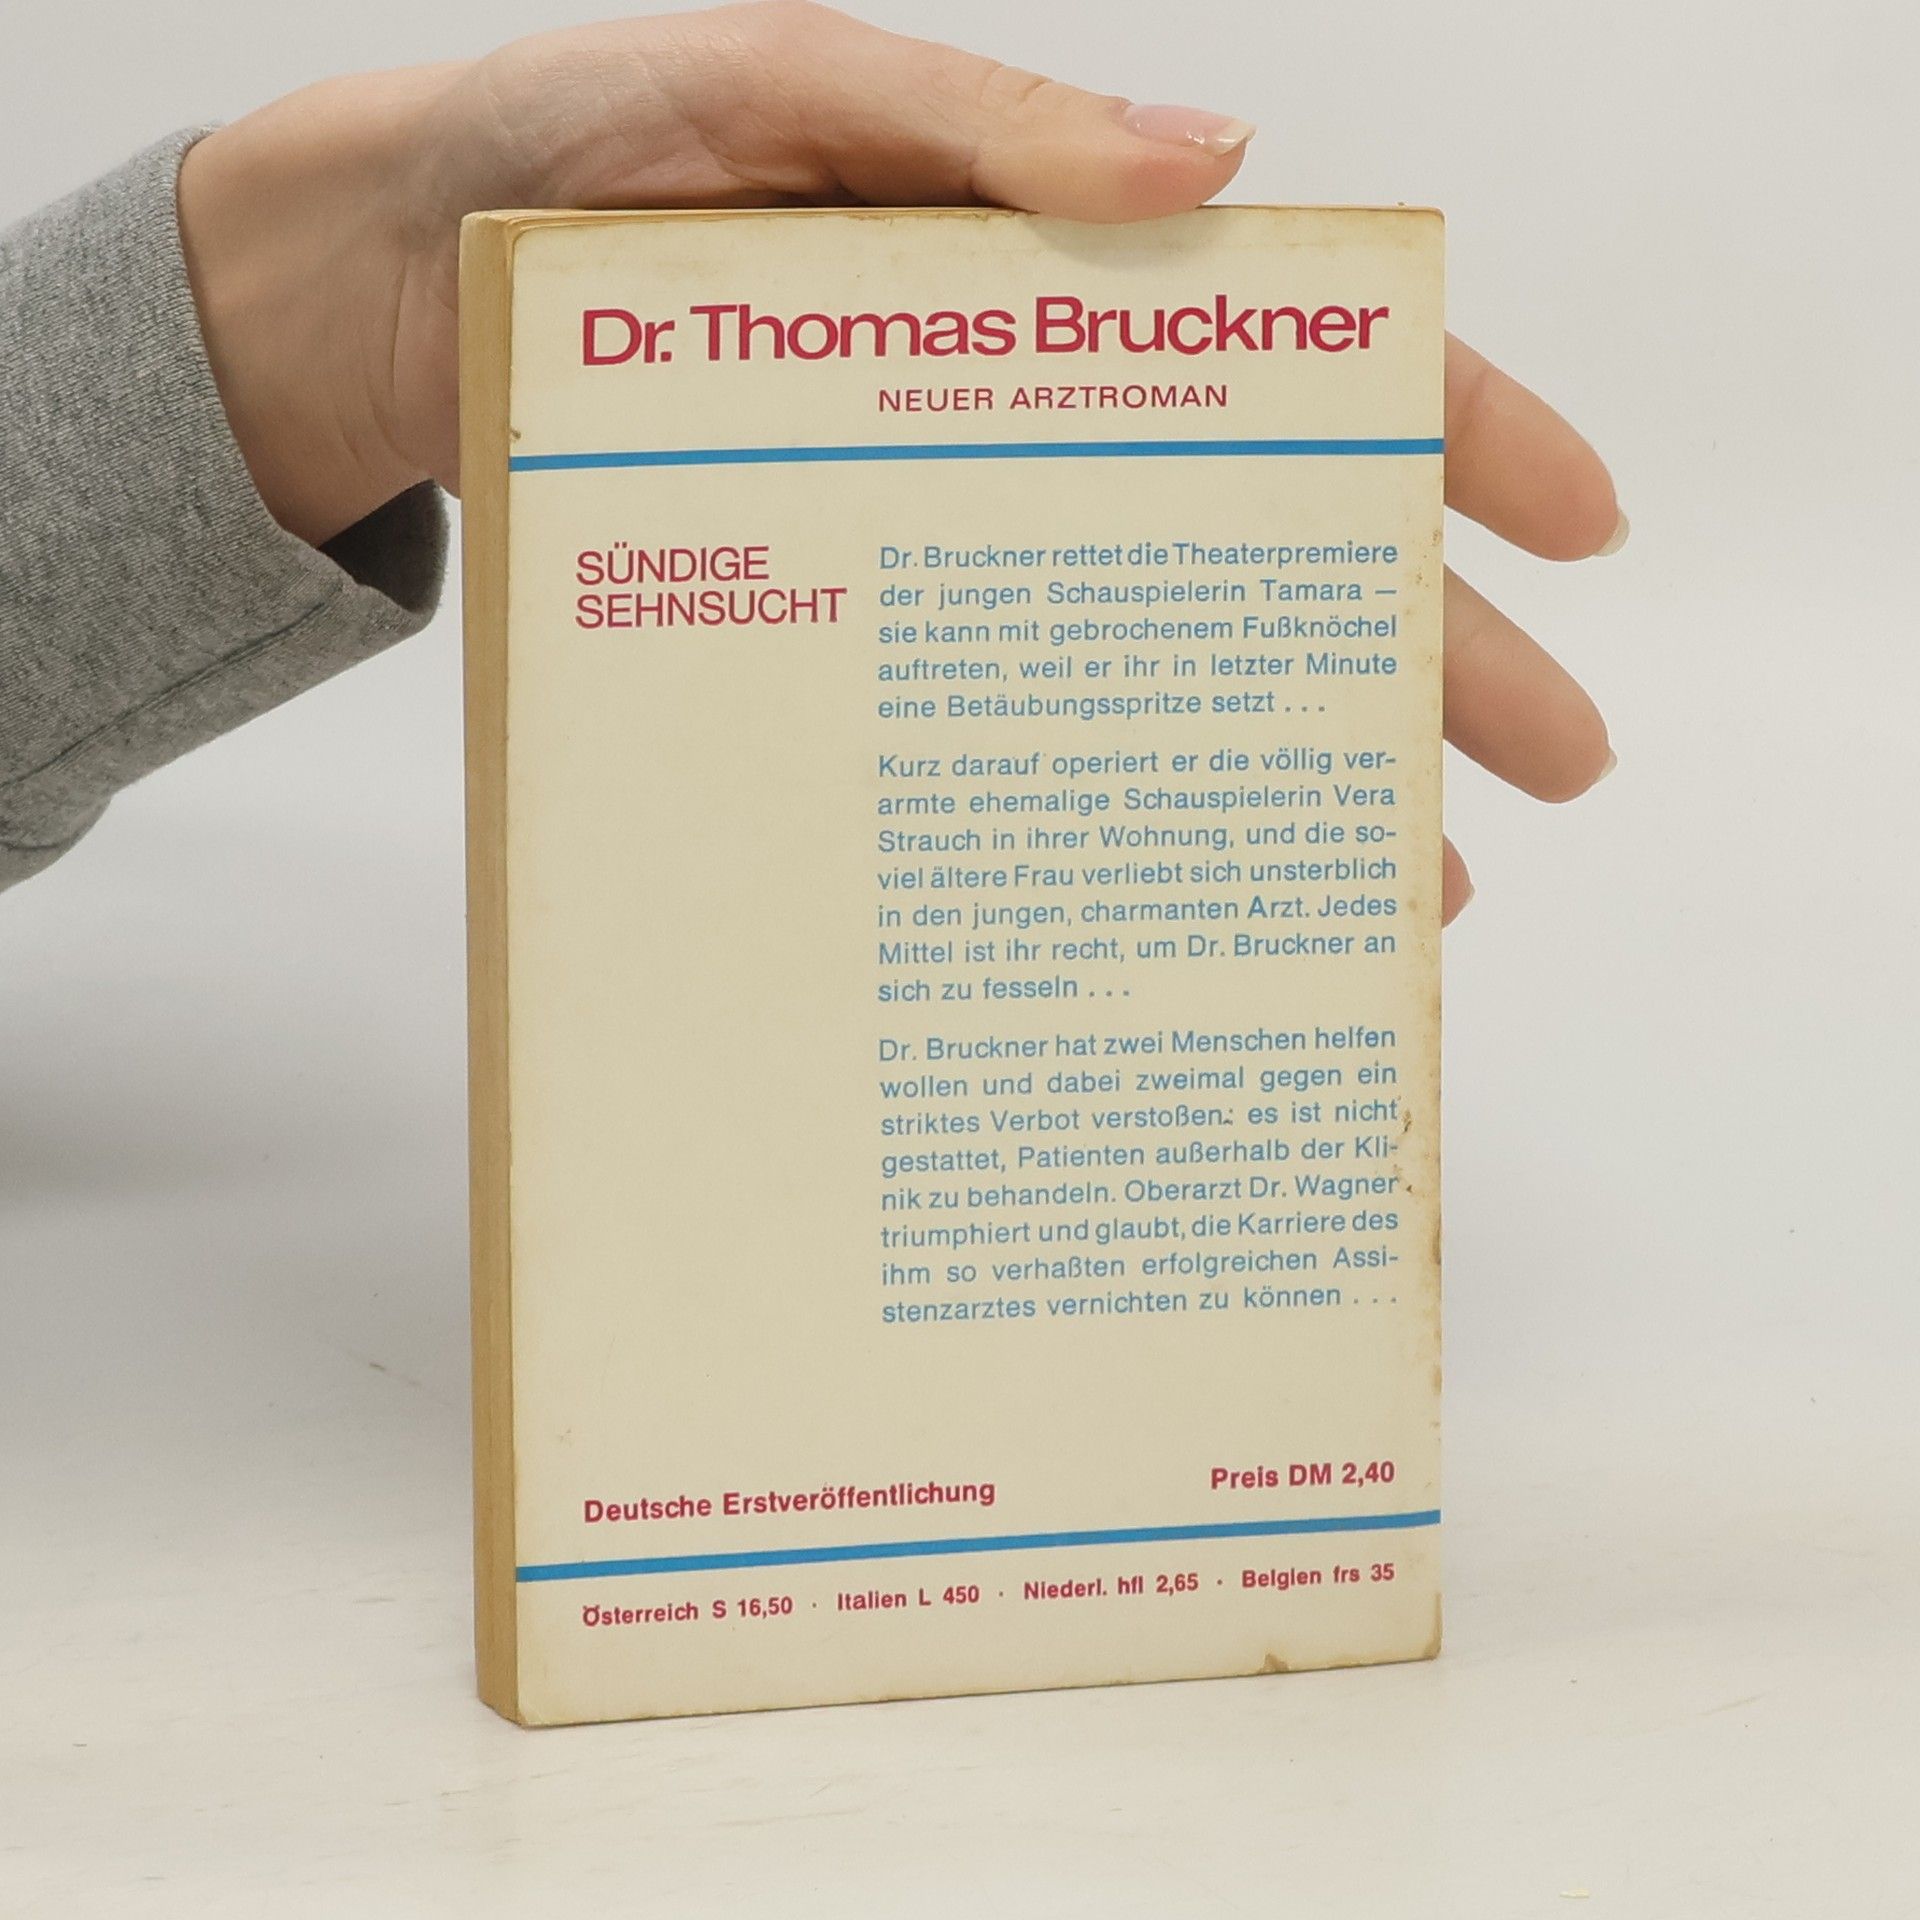 Dr. Thomas Bruckner
NEUER ARZTROMAN
SÜNDIGE
SEHNSUCHT
Dr. Bruckner rettet die Theaterpremiere
der jungen Schauspielerin Tamara —
sie kann mit gebrochenem Fußknöchel
auftreten, weil er ihr in letzter Minute
eine Betäubungsspritze setzt . . .
Kurz darauf operiert er die völlig ver-
armte ehemalige Schauspielerin Vera
Strauch in ihrer Wohnung, und die so-
viel ältere Frau verliebt sich unsterblich
in den jungen, charmanten Arzt. Jedes
Mittel ist ihr recht, um Dr. Bruckner an
sich zu fesseln . . .
Dr. Bruckner hat zwei Menschen helfen
wollen und dabei zweimal gegen ein
striktes Verbot verstoßen: es ist nicht
gestattet, Patienten außerhalb der Kli-
nik zu behandeln. Oberarzt Dr. Wagner
triumphiert und glaubt, die Karriere des
ihm so verhaßten erfolgreichen Assi-
stenzarztes vernichten zu können . . .
Deutsche Erstveröffentlichung
Preis DM 2,40
Österreich S 16,50 · Italien L 450 · Niederl. hfl 2,65 · Belgien frs 35